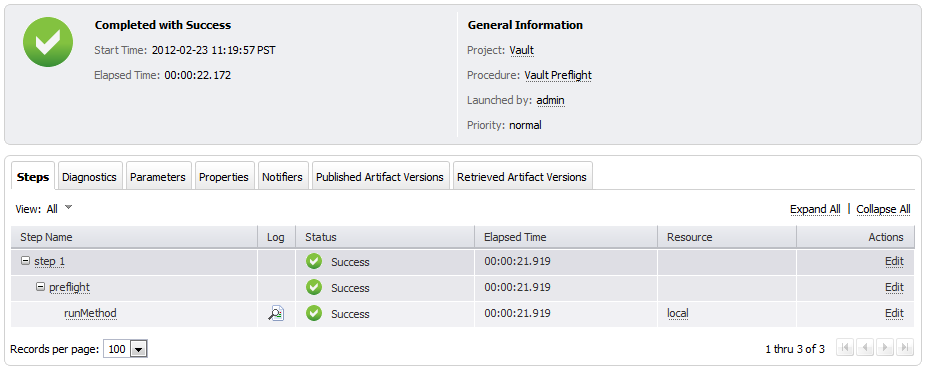 Completed with Success
Start Time: 2012-02-23 11:19:57 PST
Elapsed Time: 00:00:22.172
General Information
Project: Vault
Procedure: Vault Preflight
Launched by: admin
Priority: normal
Steps Diagnostics Parameters Properties Notifiers Published Artifact Versions Retrieved Artifact Versions
View: All Expand All | Collapse All
Step Name Log Status Elapsed Time Resource Actions
step 1 Success 00:00:21.919 Edit
preflight Success 00:00:21.919 Edit
runMethod Success 00:00:21.919 local Edit
Records per page: 100 1 thru 3 of 3